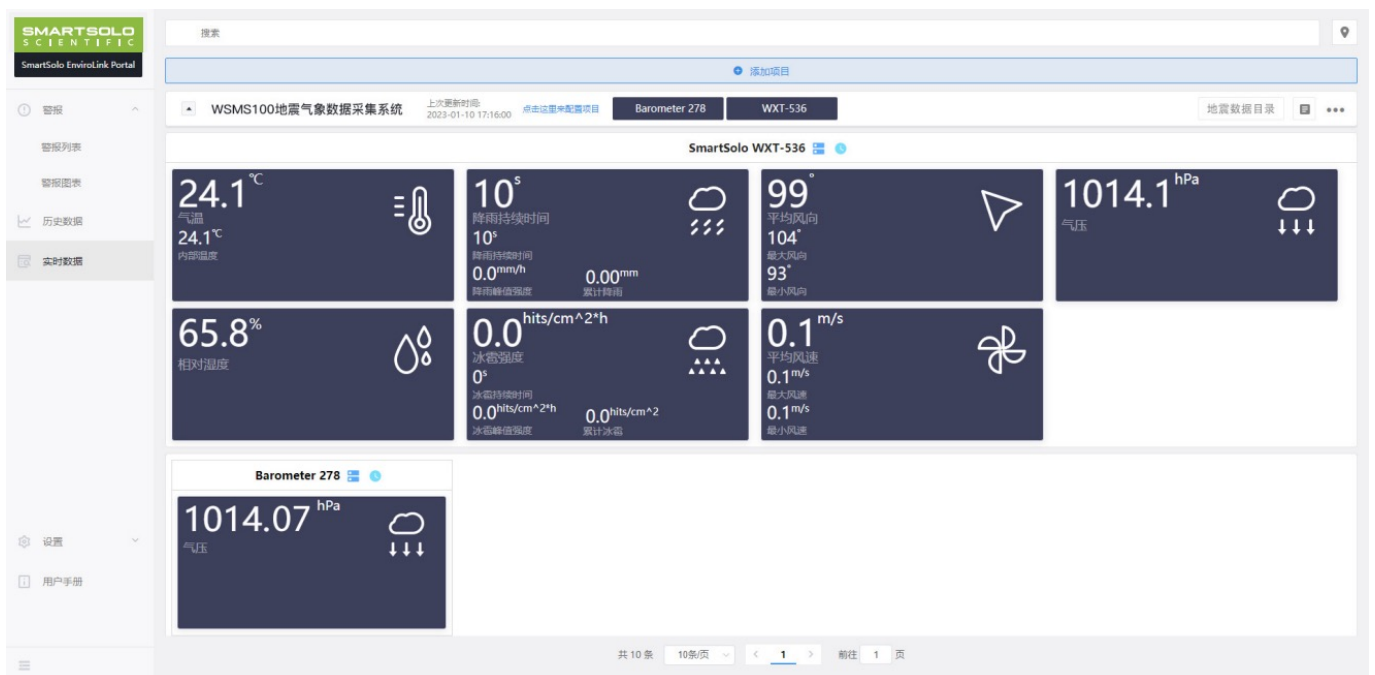 SMARTSOLO
SCIENTIFIC
SmartSolo EnviroLink Portal
警报
警报列表
警报图表
历史数据
实时数据
设置
用户手册
搜索
添加项目
WSMS100地震气象数据采集系统
上次更新时间:
2023-01-10 17:16:00
点击这里来配置项目
Barometer 278
WXT-536
地震数据目录
SmartSolo WXT-536
24.1℃
气温
24.1℃
内部温度
10s
降雨持续时间
10s
降雨持续时间
0.0mm/h 0.00mm
降雨峰值强度 累计降雨
99°
平均风向
104°
最大风向
93°
最小风向
1014.1hPa
气压
65.8%
相对湿度
0.0hits/cm^2*h
冰雹强度
0s
冰雹持续时间
0.0hits/cm^2*h 0.0hits/cm^2
冰雹峰值强度 累计冰雹
0.1m/s
平均风速
0.1m/s
最大风速
0.1m/s
最小风速
Barometer 278
1014.07hPa
气压
共 10 条 10条/页 < 1 > 前往 1 页